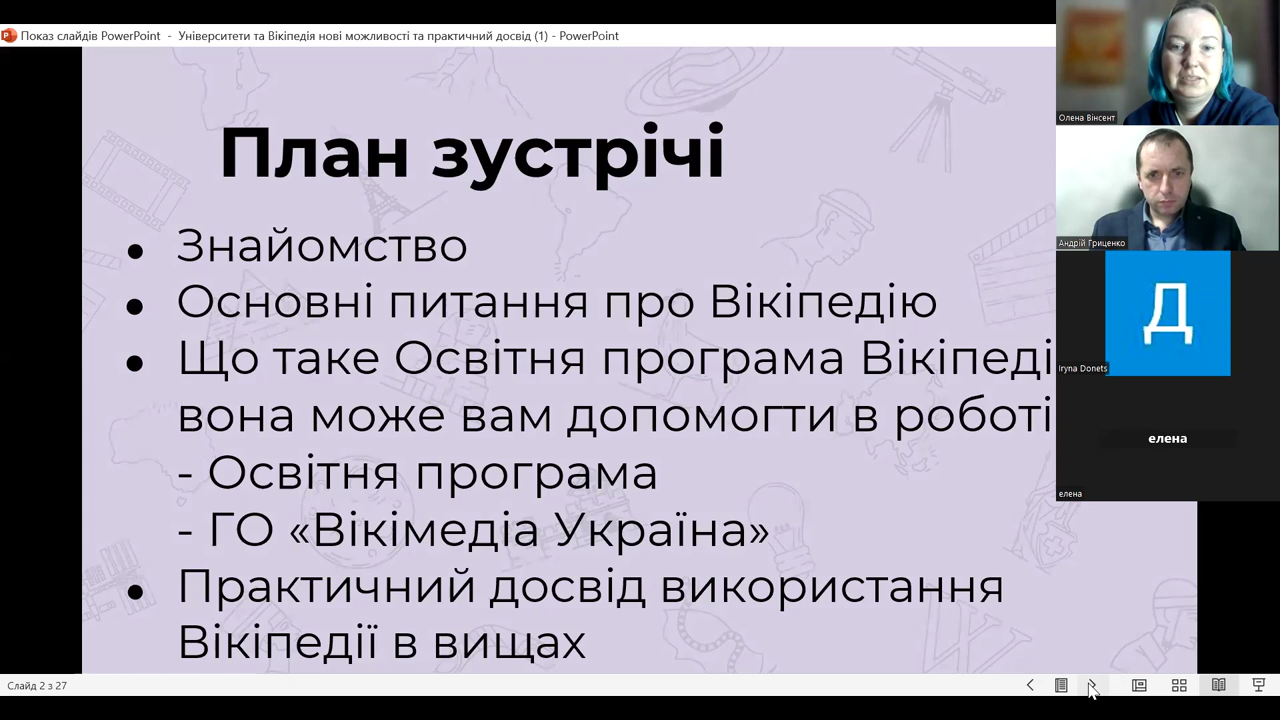 Показ слайдів PowerPoint - Університети та Вікіпедія нові можливості та практичний досвід (1) - PowerPoint
План зустрічі
● Знайомство
● Основні питання про Вікіпедію
● Що таке Освітня програма Вікіпеді
вона може вам допомогти в роботі
- Освітня програма
- ГО «Вікімедіа Україна»
● Практичний досвід використання
Вікіпедії в вищах
Слайд 2 з 27
Олена Вінсент
Андрій Гриценко
Д
Iryna Donets
елена
елена